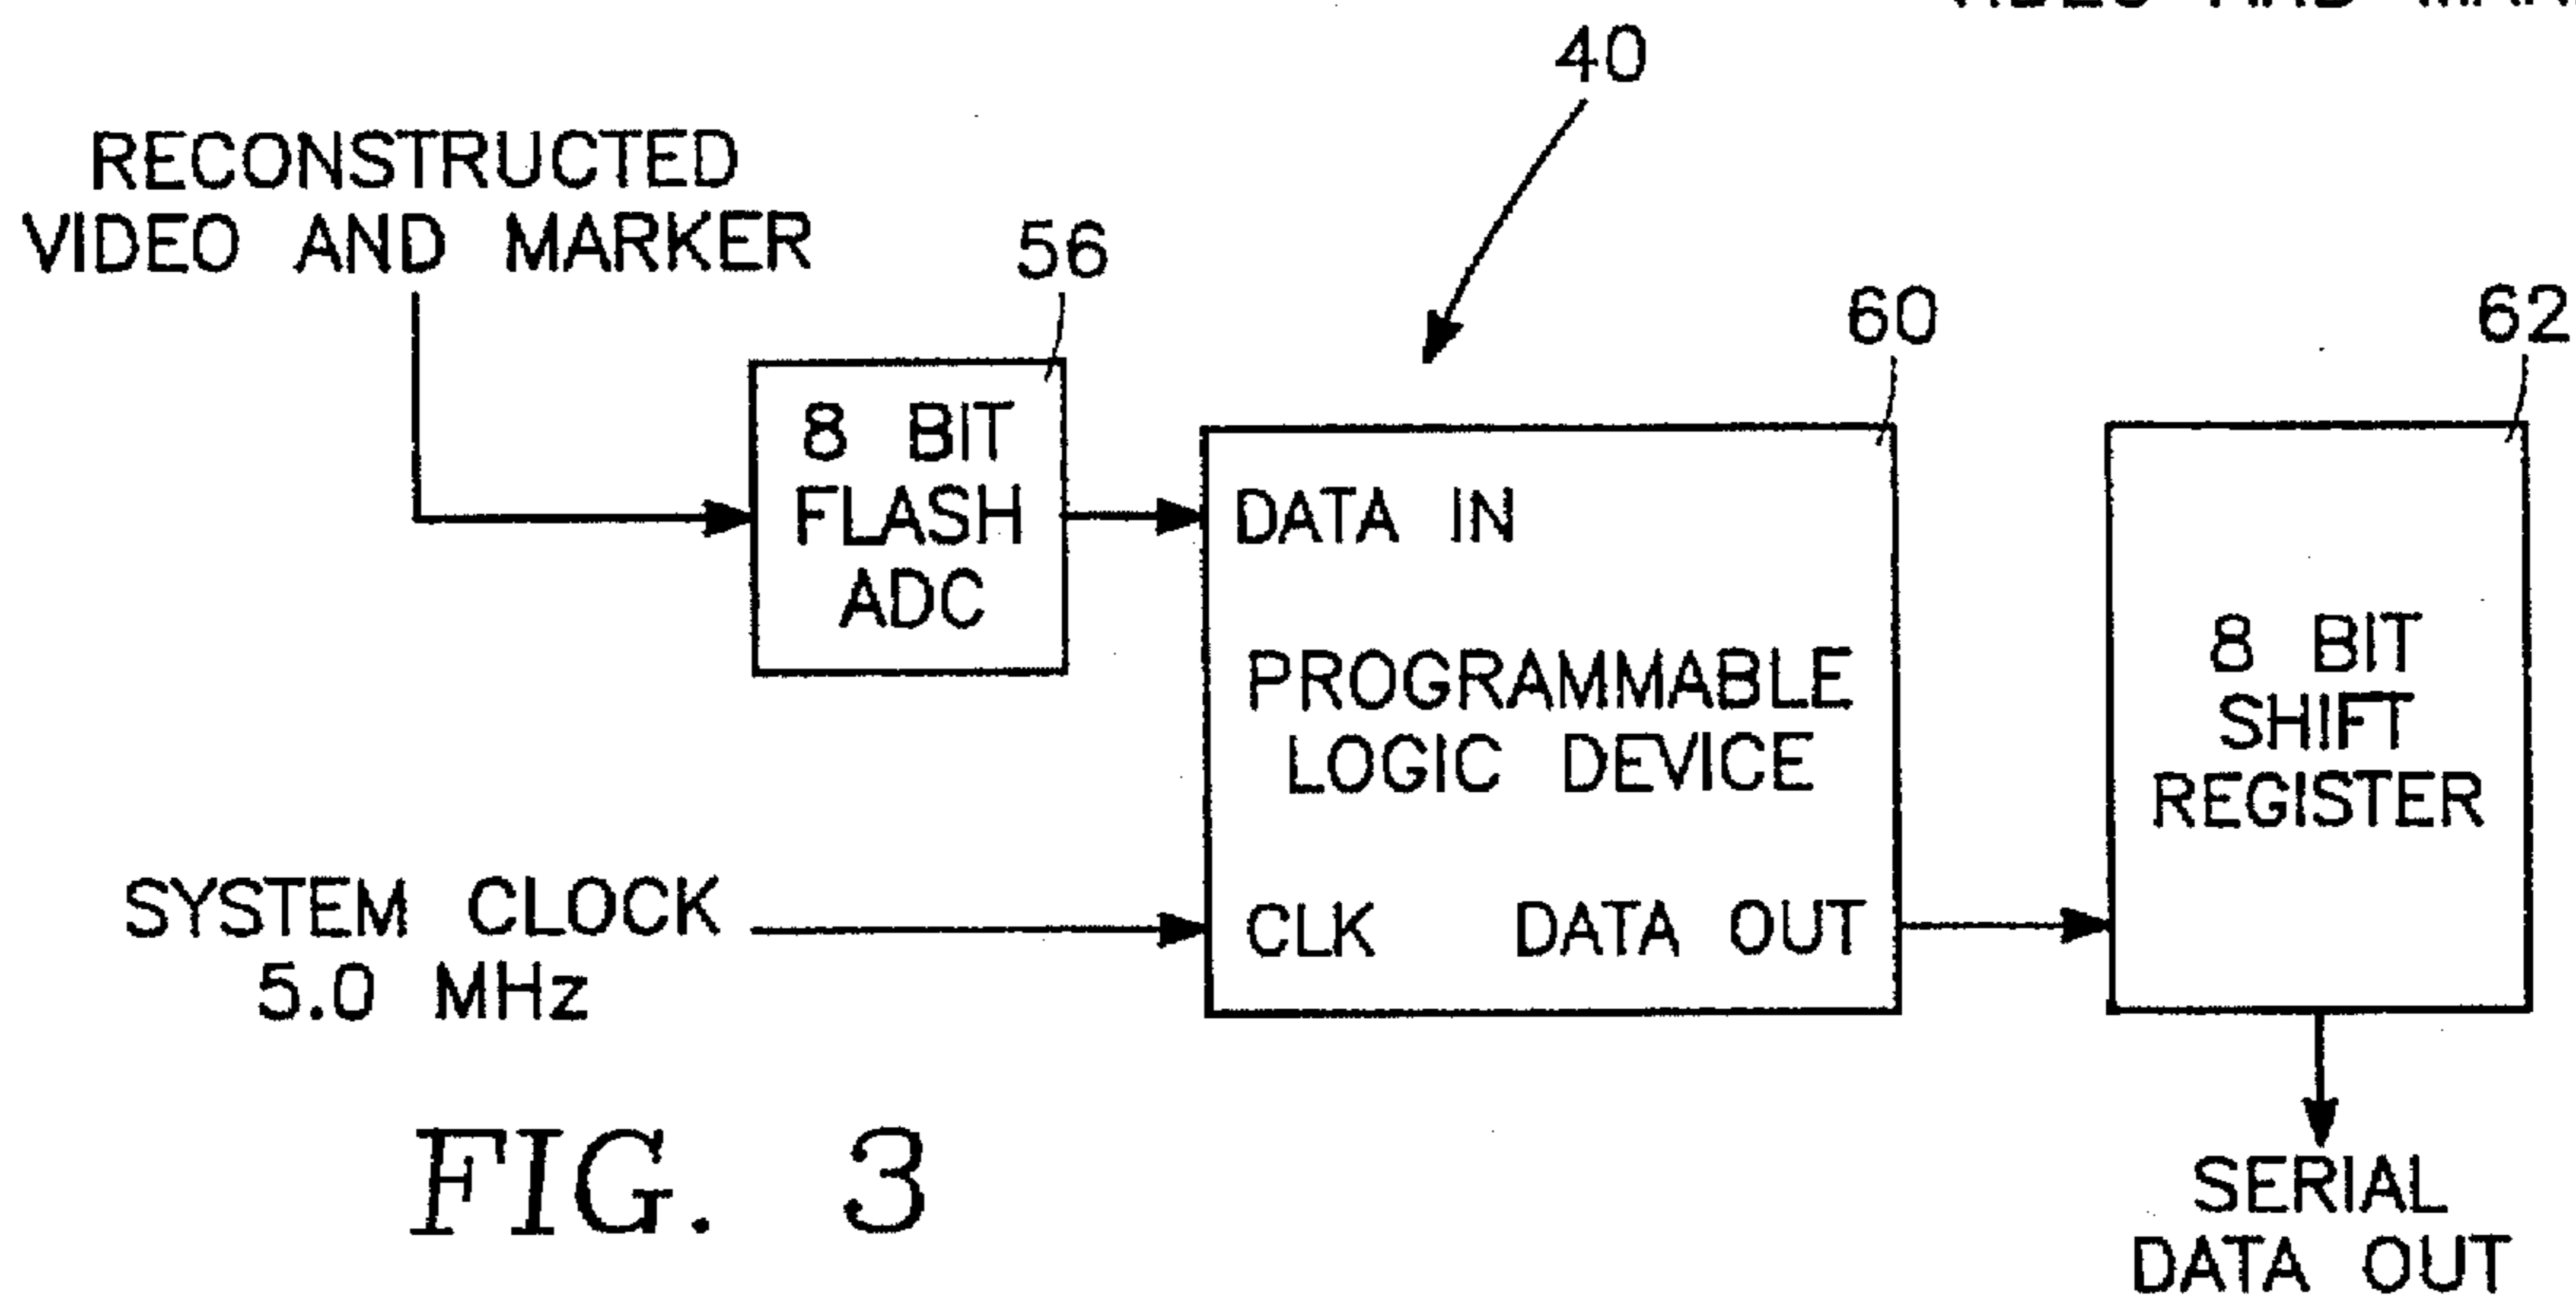 40
RECONSTRUCTED
VIDEO AND MARKER
56
60
62
8 BIT
FLASH
ADC
DATA IN
PROGRAMMABLE
LOGIC DEVICE
CLK DATA OUT
8 BIT
SHIFT
REGISTER
SYSTEM CLOCK
5.0 MHz
SERIAL
DATA OUT
FIG. 3